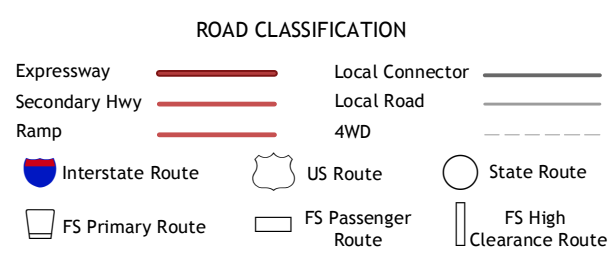 ROAD CLASSIFICATION
Expressway
Local Connector
Secondary Hwy
Local Road
Ramp
4WD
Interstate Route
US Route
State Route
FS Primary Route
FS Passenger
Route
FS High
Clearance Route